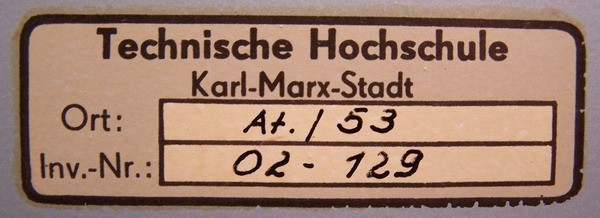 Technische Hochschule
Karl-Marx-Stadt
Ort: At. / 53
Inv.-Nr.: 02 - 129